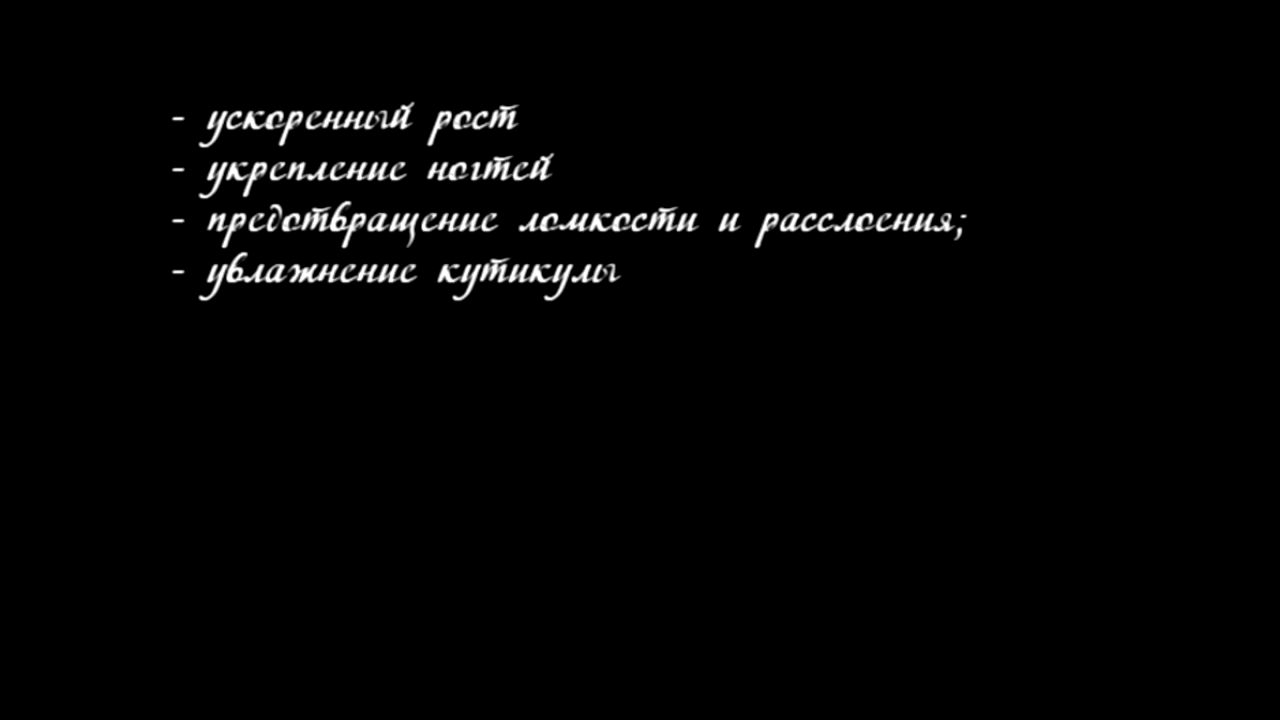 - ускоренный рост
- укрепление ногтей
- предотвращение ломкости и расслоения;
- увлажнение кутикулы